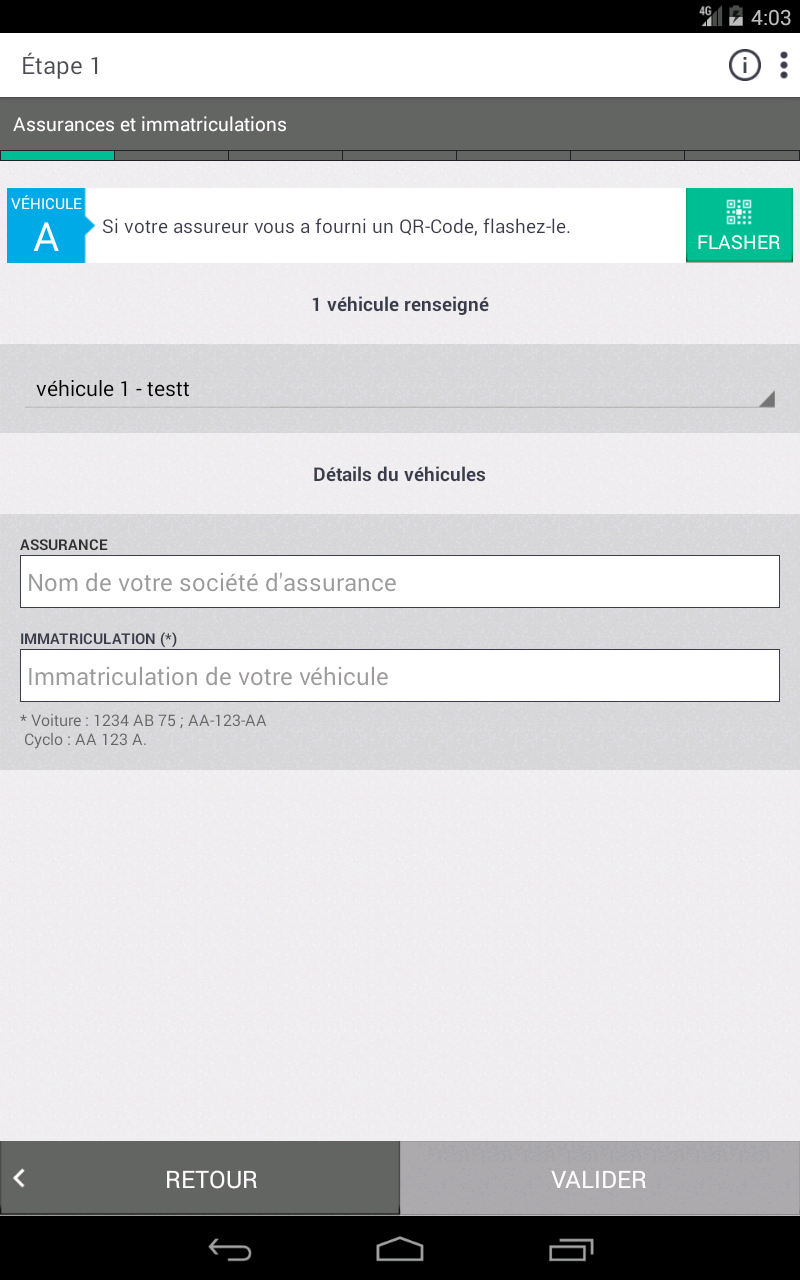 4G 4:03
Étape 1
Assurances et immatriculations
VÉHICULE
A
Si votre assureur vous a fourni un QR-Code, flashez-le.
FLASHER
1 véhicule renseigné
véhicule 1 - testt
Détails du véhicules
ASSURANCE
Nom de votre société d'assurance
IMMATRICULATION (*)
Immatriculation de votre véhicule
* Voiture : 1234 AB 75 ; AA-123-AA
Cyclo : AA 123 A.
RETOUR
VALIDER